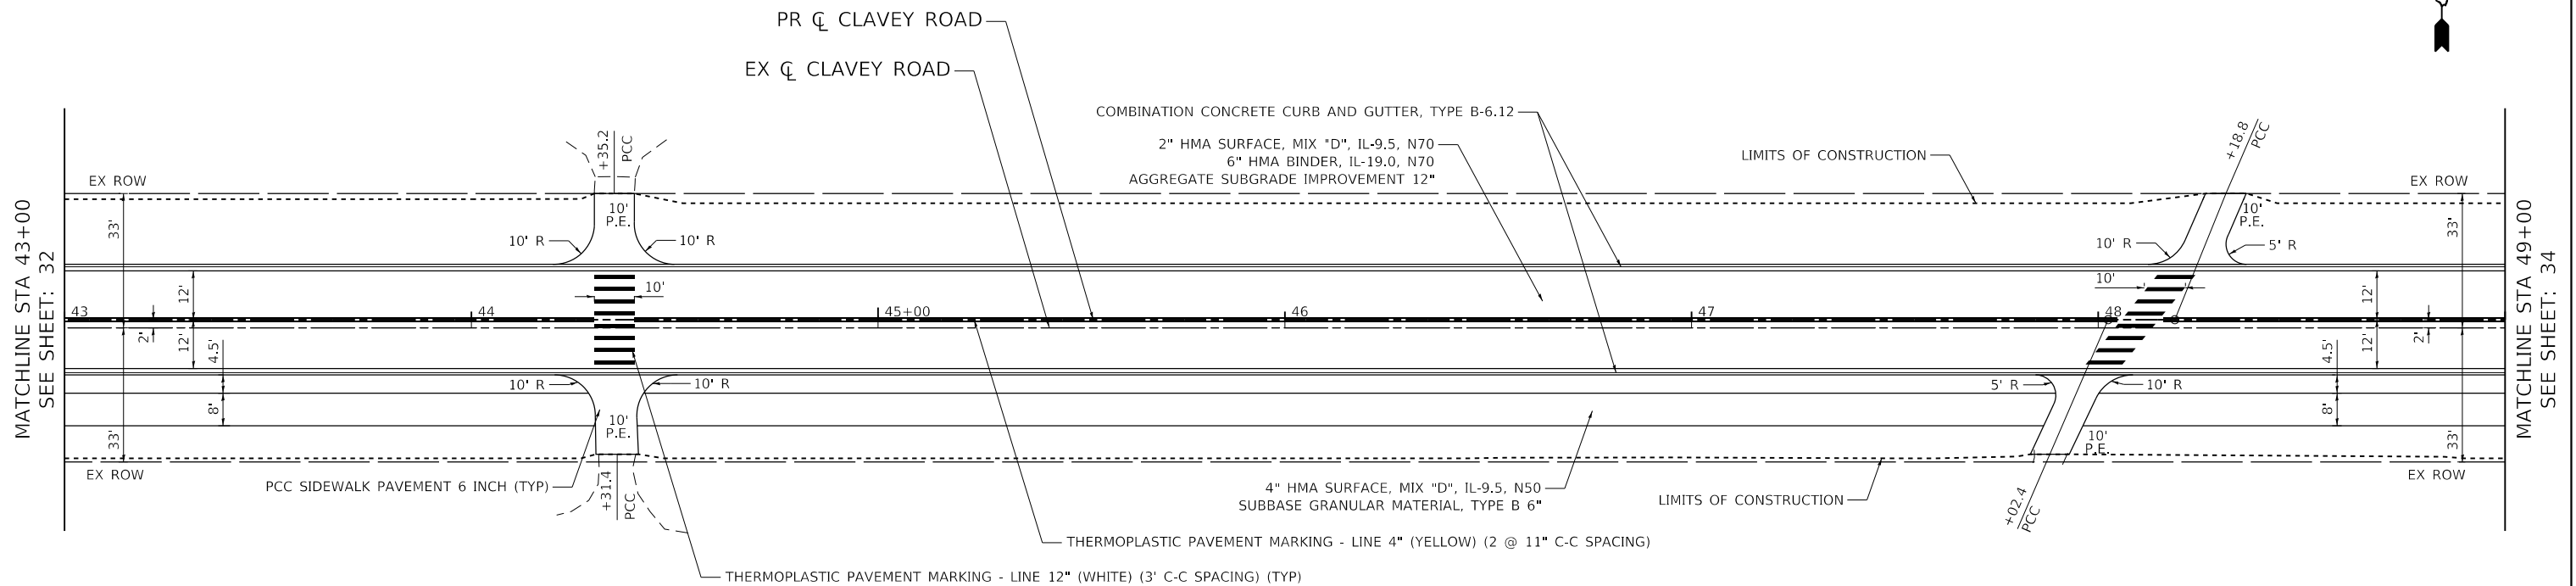 PR ℄ CLAVEY ROAD
EX ℄ CLAVEY ROAD
COMBINATION CONCRETE CURB AND GUTTER, TYPE B-6.12
2" HMA SURFACE, MIX "D", IL-9.5, N70
6" HMA BINDER, IL-19.0, N70
AGGREGATE SUBGRADE IMPROVEMENT 12"
LIMITS OF CONSTRUCTION
+35.2
PCC
+18.8
PCC
EX ROW
EX ROW
MATCHLINE STA 43+00
SEE SHEET: 32
MATCHLINE STA 49+00
SEE SHEET: 34
33'
10'
P.E.
10'
P.E.
33'
10' R
10' R
10' R
5' R
12'
10'
10'
12'
43
44
45+00
46
47
48
2'
12'
4.5'
4.5'
12'
2'
10' R
10' R
5' R
10' R
8'
8'
33'
10'
P.E.
10'
P.E.
33'
EX ROW
EX ROW
PCC SIDEWALK PAVEMENT 6 INCH (TYP)
+31.4
PCC
4" HMA SURFACE, MIX "D", IL-9.5, N50
SUBBASE GRANULAR MATERIAL, TYPE B 6"
LIMITS OF CONSTRUCTION
+02.4
PCC
THERMOPLASTIC PAVEMENT MARKING - LINE 4" (YELLOW) (2 @ 11" C-C SPACING)
THERMOPLASTIC PAVEMENT MARKING - LINE 12" (WHITE) (3' C-C SPACING) (TYP)